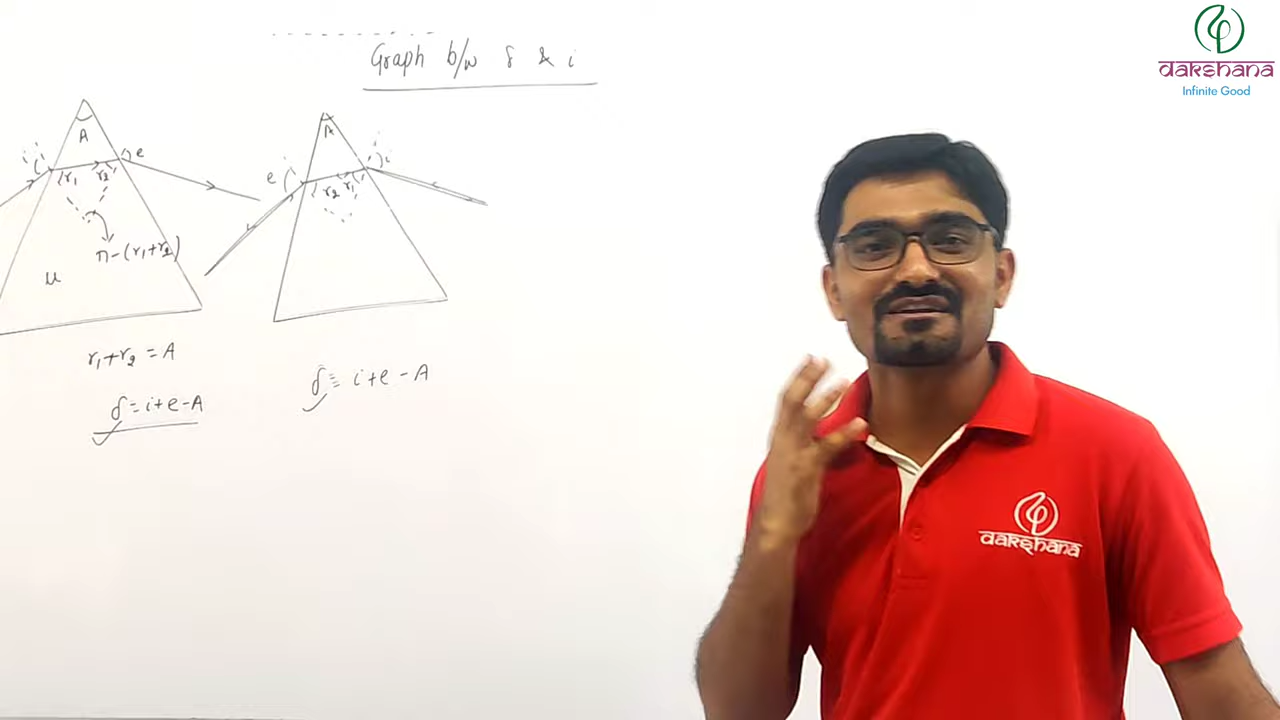 Graph b/w δ & i
dakshana
Infinite Good
A
i
r₁
r₂
e
π-(r₁+r₂)
μ
r₁+r₂ = A
δ = i+e-A
A
e
r₂
r₁
i
δ = i+e-A
dakshana